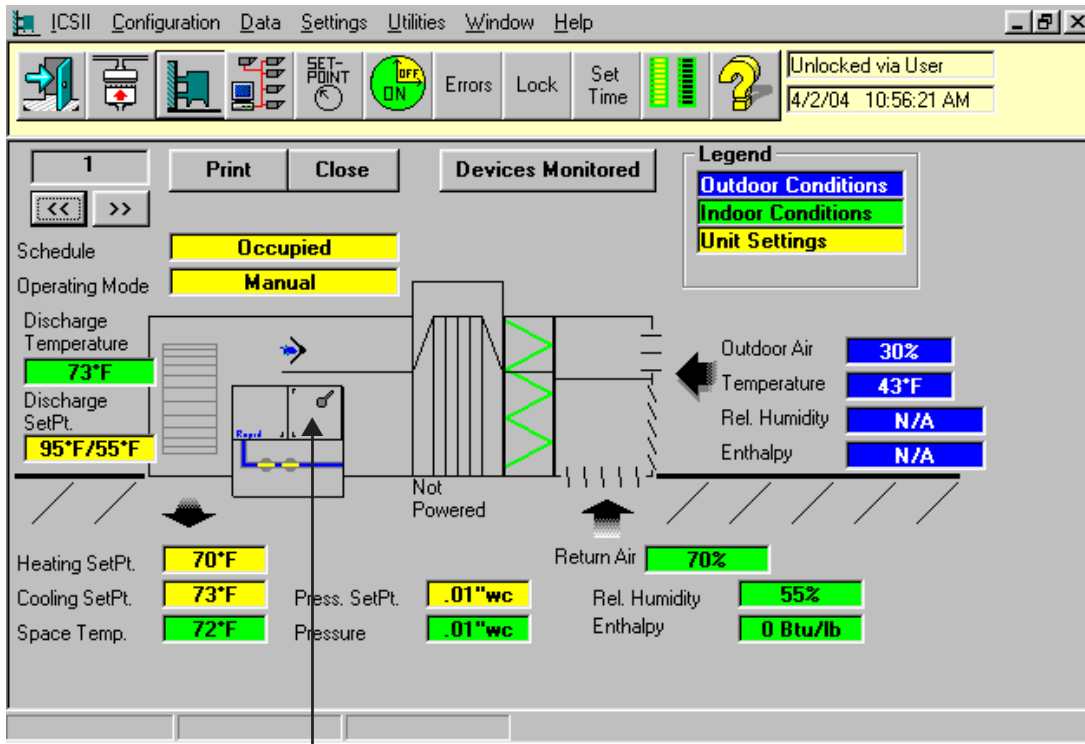 ICSII Configuration Data Settings Utilities Window Help
SET-POINT
OFF
ON
Errors
Lock
Set Time
Unlocked via User
4/2/04 10:56:21 AM
1
Print
Close
Devices Monitored
Legend
<< >>
Outdoor Conditions
Indoor Conditions
Unit Settings
Schedule Occupied
Operating Mode Manual
Discharge Temperature
73°F
Discharge SetPt.
95°F/55°F
Rapid
Outdoor Air 30%
Temperature 43°F
Rel. Humidity N/A
Enthalpy N/A
Not Powered
Heating SetPt. 70°F
Cooling SetPt. 73°F
Space Temp. 72°F
Press. SetPt. .01"wc
Pressure .01"wc
Return Air 70%
Rel. Humidity 55%
Enthalpy 0 Btu/lb